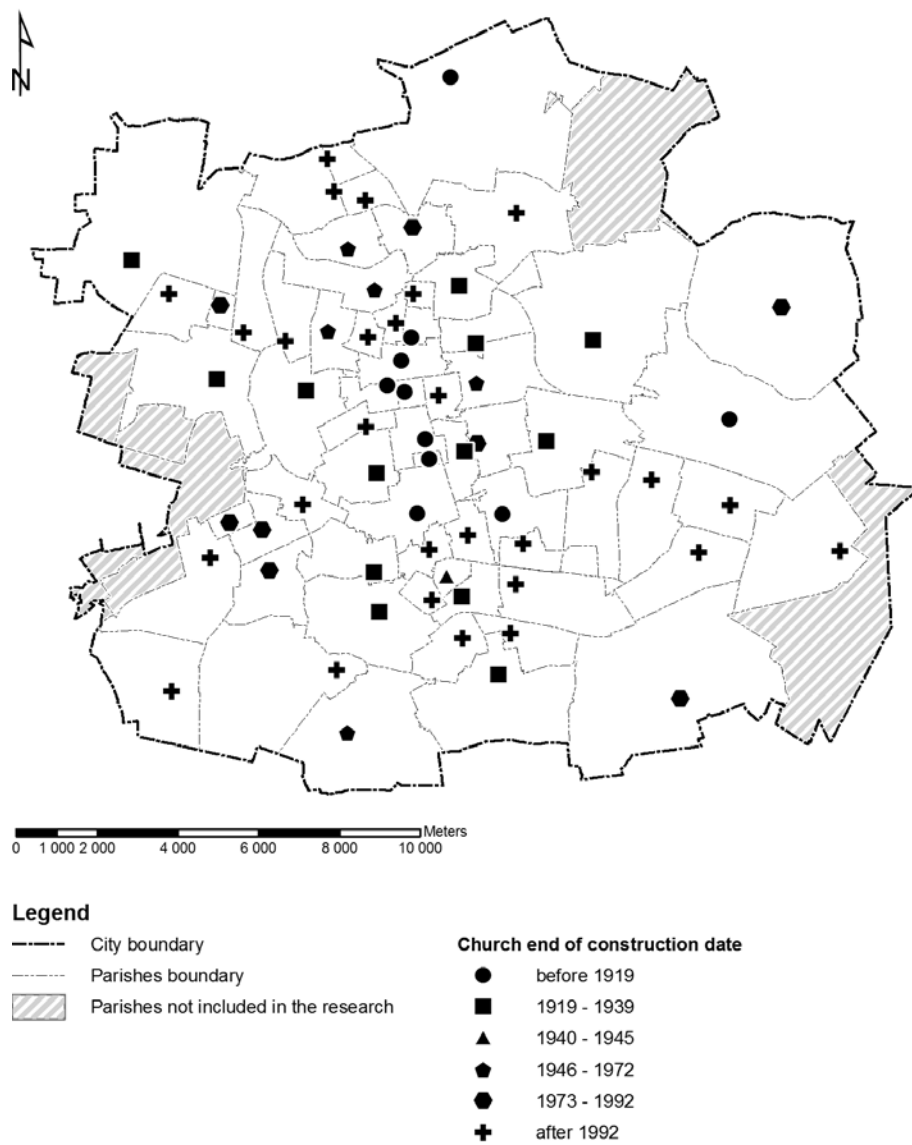 N
Meters
0 1 000 2 000 4 000 6 000 8 000 10 000
Legend
City boundary
Parishes boundary
Parishes not included in the research
Church end of construction date
before 1919
1919 - 1939
1940 - 1945
1946 - 1972
1973 - 1992
after 1992